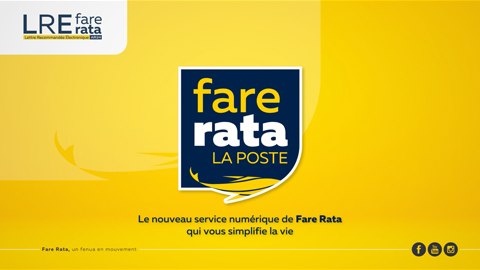 LRE fare rata
Lettre Recommandée Électronique
fare
rata
LA POSTE
Le nouveau service numérique de Fare Rata
qui vous simplifie la vie
Fare Rata, un fenua en mouvement